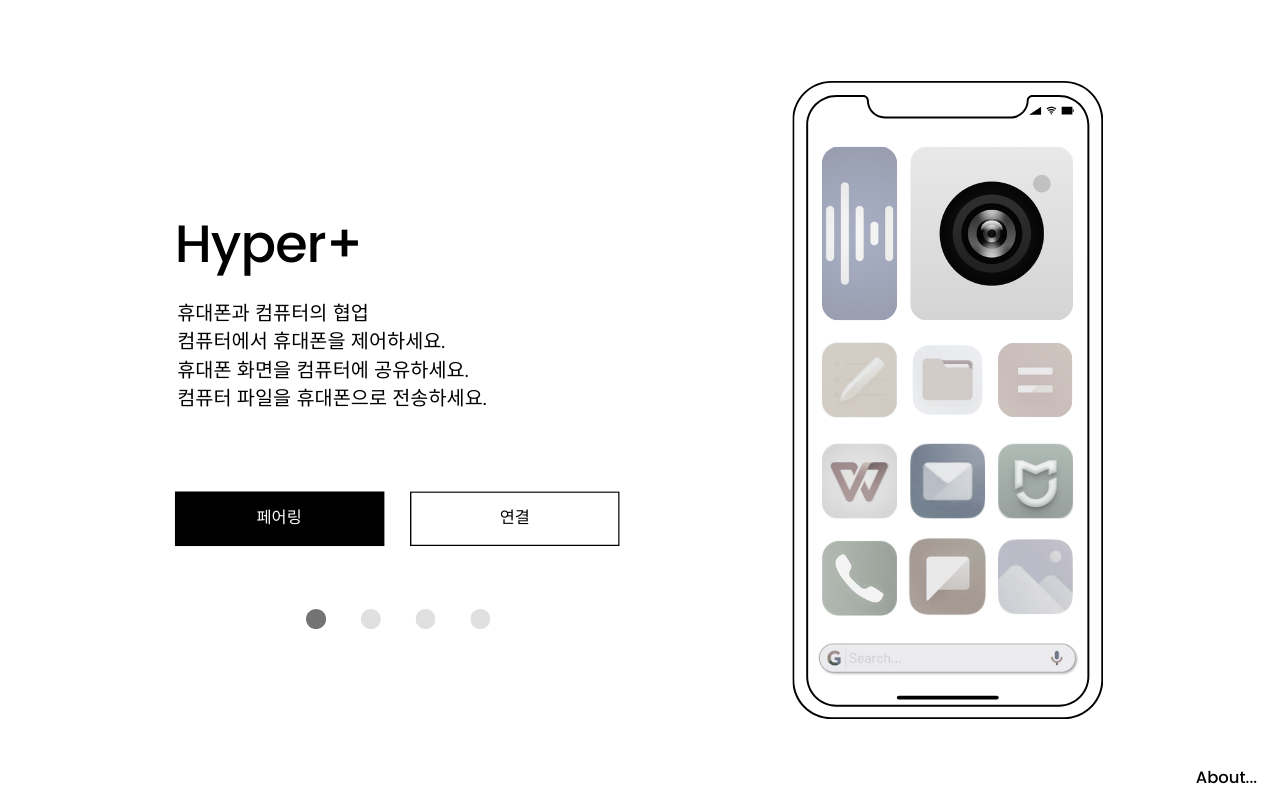 Hyper+
휴대폰과 컴퓨터의 협업
컴퓨터에서 휴대폰을 제어하세요.
휴대폰 화면을 컴퓨터에 공유하세요.
컴퓨터 파일을 휴대폰으로 전송하세요.
페어링
연결
G Search...
About...